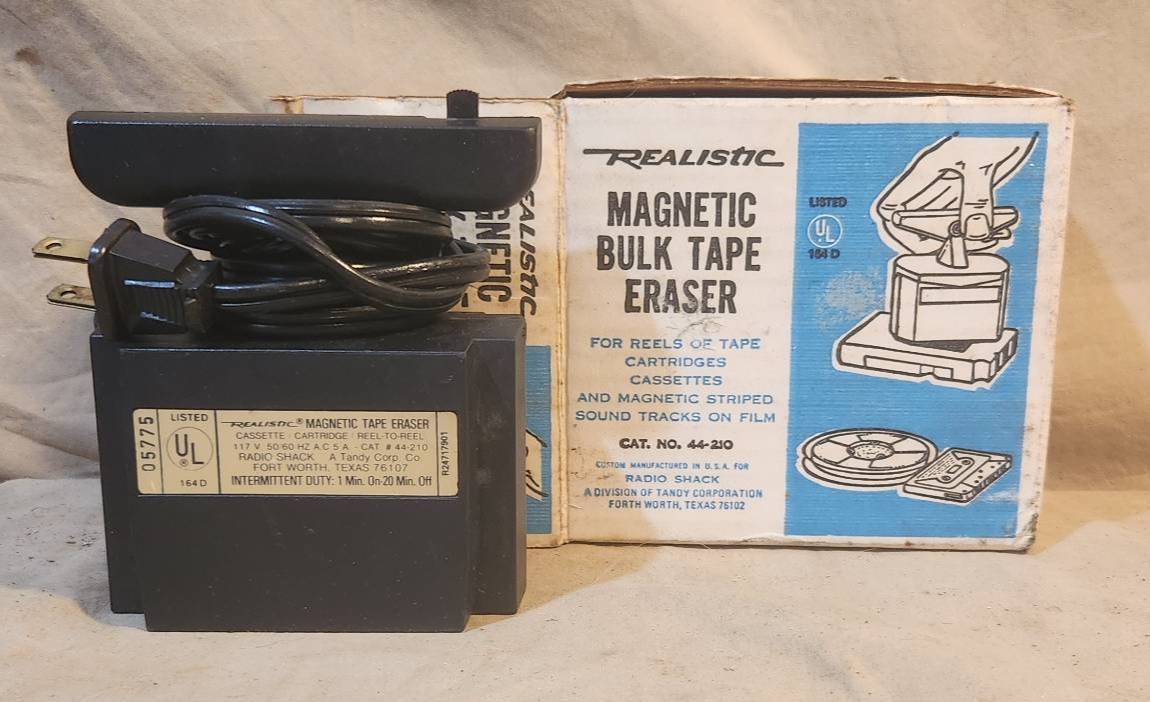 05775
LISTED
UL
®
164 D
REALISTIC® MAGNETIC TAPE ERASER
CASSETTE CARTRIDGE REEL-TO-REEL
117 V 50/60 HZ A.C 5 A - CAT # 44-210
RADIO SHACK A Tandy Corp. Co
FORT WORTH, TEXAS 76107
INTERMITTENT DUTY: 1 Min. On-20 Min. Off
R24717901
EALISTIC
GNETIC
REALISTIC
MAGNETIC
BULK TAPE
ERASER
FOR REELS OF TAPE
CARTRIDGES
CASSETTES
AND MAGNETIC STRIPED
SOUND TRACKS ON FILM
CAT. NO. 44-210
CUSTOM MANUFACTURED IN U.S.A. FOR
RADIO SHACK
A DIVISION OF TANDY CORPORATION
FORTH WORTH, TEXAS 76102
LISTED
UL
164 D